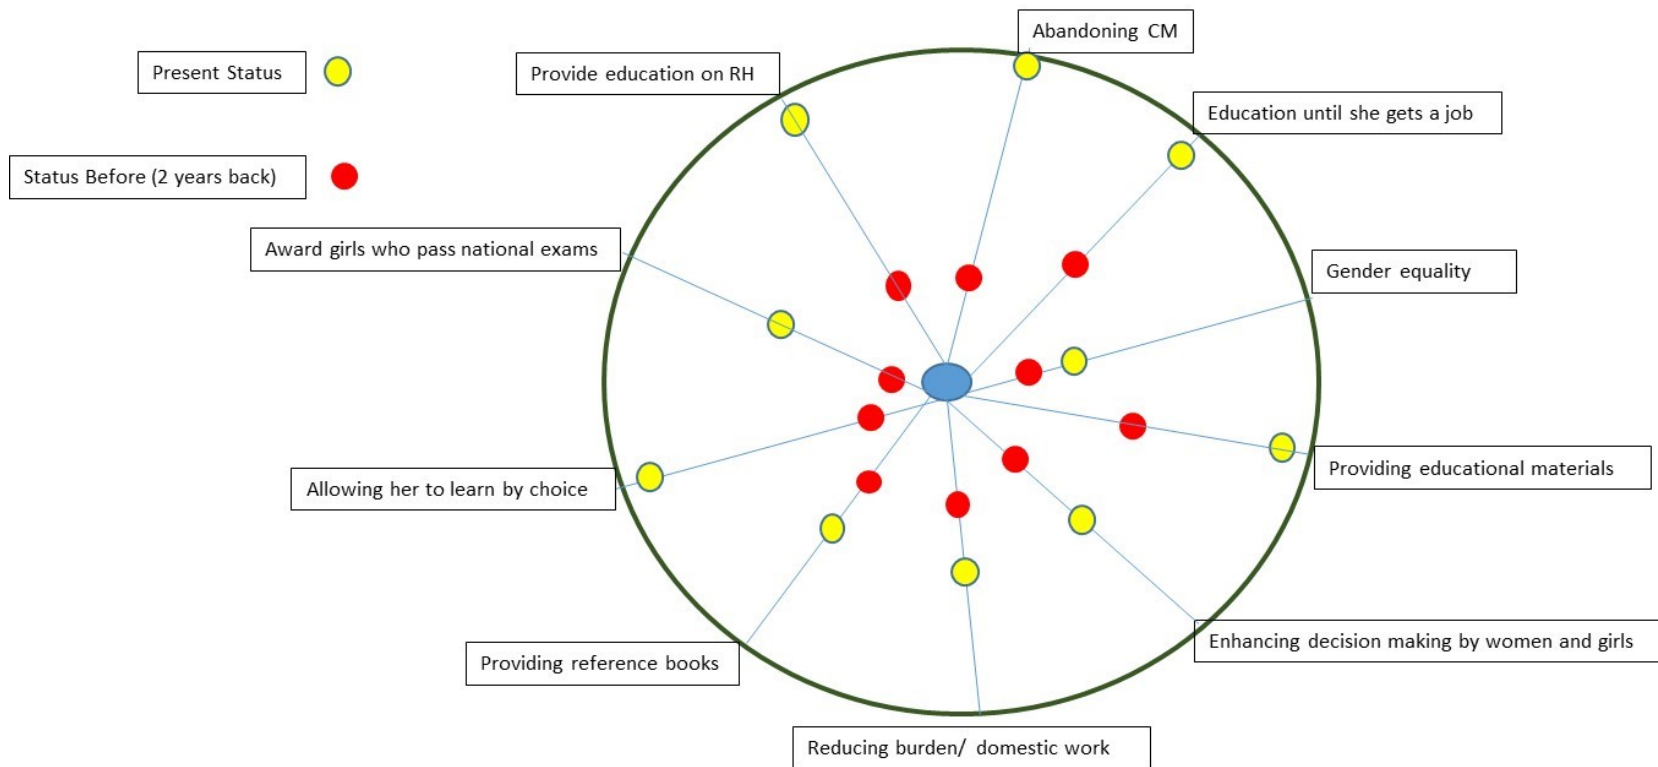 Abandoning CM
Present Status
Provide education on RH
Education until she gets a job
Status Before (2 years back)
Award girls who pass national exams
Gender equality
Allowing her to learn by choice
Providing educational materials
Providing reference books
Enhancing decision making by women and girls
Reducing burden/ domestic work